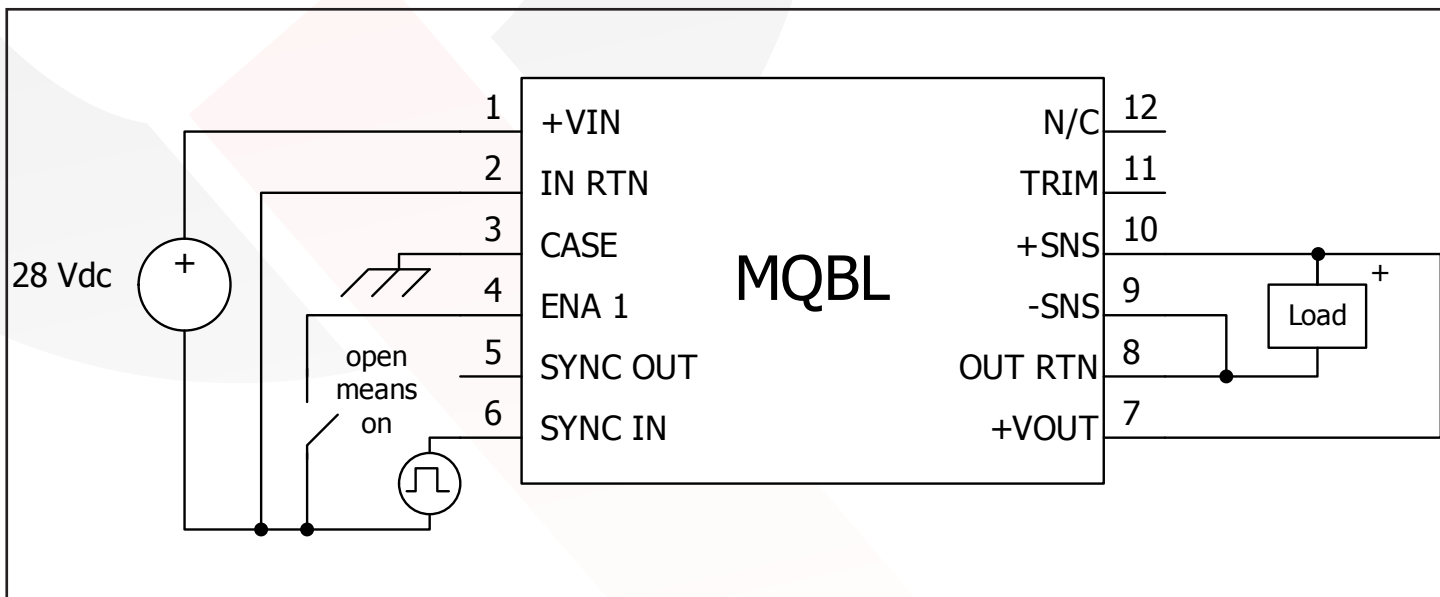 28 Vdc
+
1 +VIN
2 IN RTN
3 CASE
4 ENA 1
5 SYNC OUT
6 SYNC IN
open
means
on
MQBL
N/C 12
TRIM 11
+SNS 10
-SNS 9
OUT RTN 8
+VOUT 7
+
Load